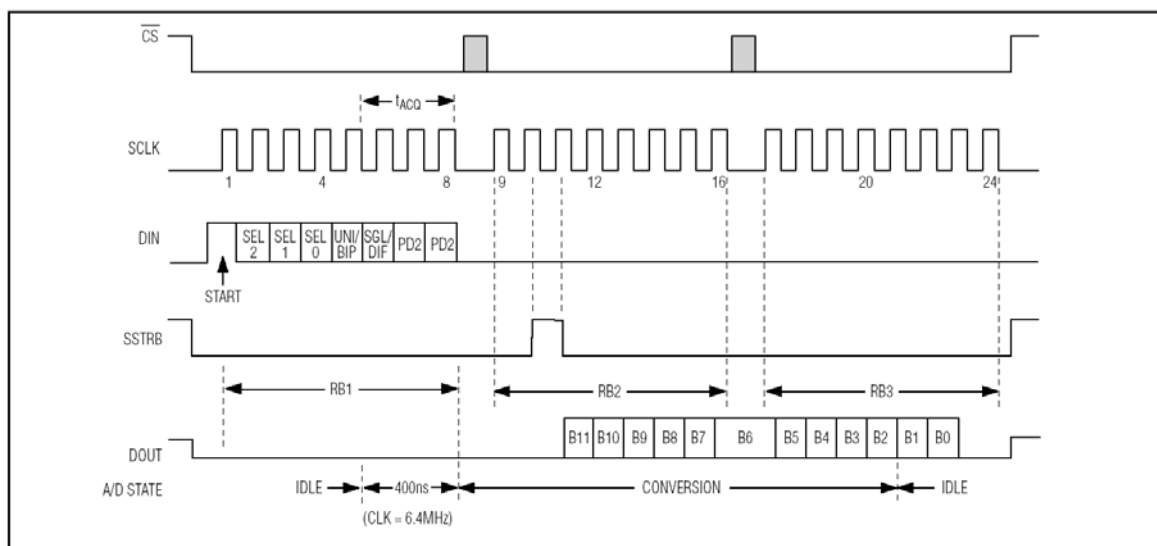 CS
tACQ
SCLK
1 4 8 9 12 16 20 24
DIN
SEL 2 SEL 1 SEL 0 UNI/ BIP SGL/ DIF PD2 PD2
START
SSTRB
RB1 RB2 RB3
DOUT
B11 B10 B9 B8 B7 B6 B5 B4 B3 B2 B1 B0
A/D STATE
IDLE 400ns CONVERSION IDLE
(CLK = 6.4MHz)